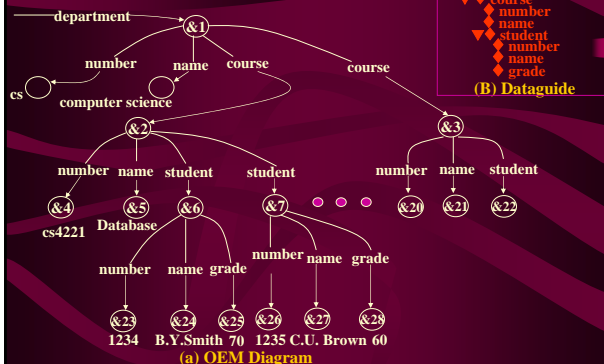 department
course
number
name
student
number
name
grade
(B) Dataguide
&1
number name course course
cs
computer science
&2 &3
number name student student number name student
&4 &5 &6 &7 &20 &21 &22
cs4221 Database
number name grade number name grade
&23 &24 &25 &26 &27 &28
1234 B.Y.Smith 70 1235 C.U. Brown 60
(a) OEM Diagram